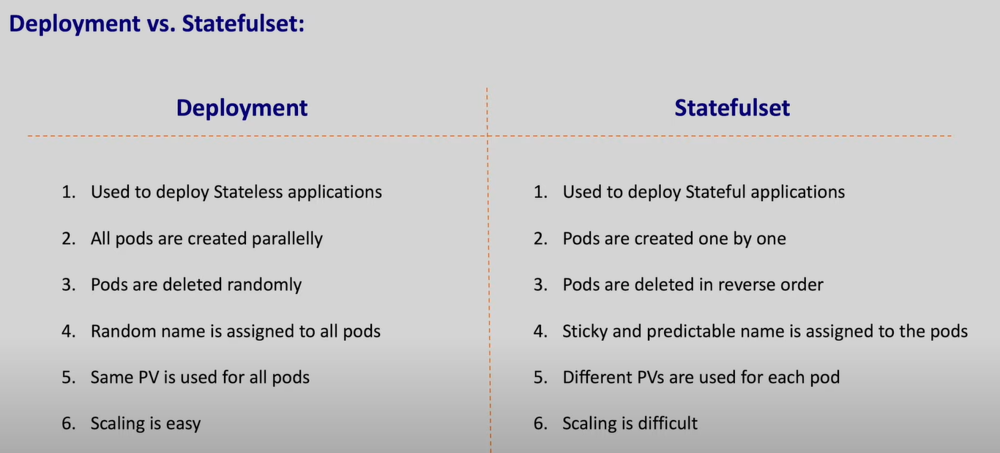 Deployment vs. Statefulset:
Deployment
1. Used to deploy Stateless applications
2. All pods are created parallelly
3. Pods are deleted randomly
4. Random name is assigned to all pods
5. Same PV is used for all pods
6. Scaling is easy
Statefulset
1. Used to deploy Stateful applications
2. Pods are created one by one
3. Pods are deleted in reverse order
4. Sticky and predictable name is assigned to the pods
5. Different PVs are used for each pod
6. Scaling is difficult